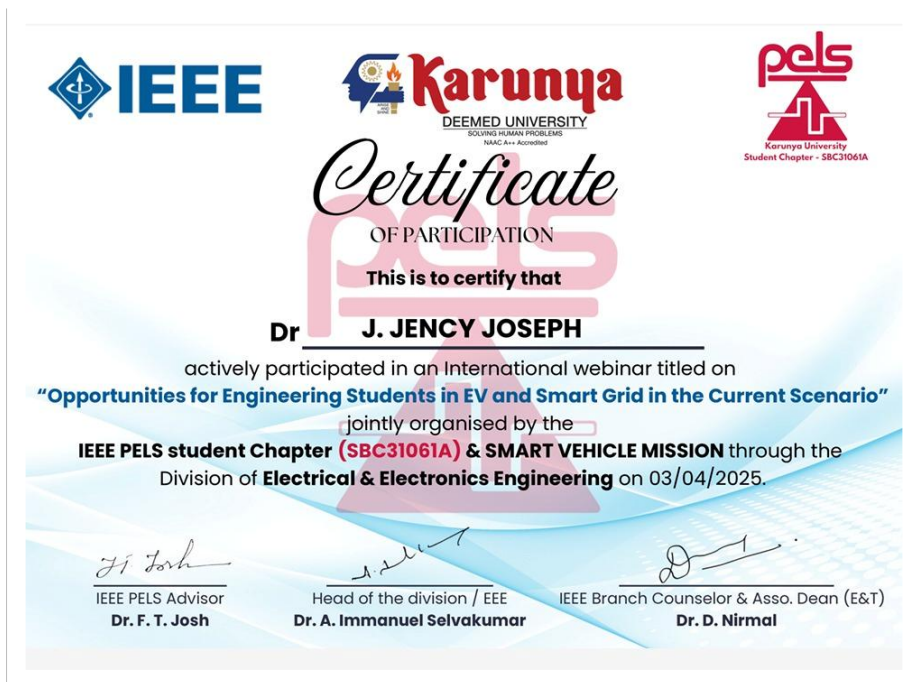 IEEE
Karunya
DEEMED UNIVERSITY
SOLVING HUMAN PROBLEMS
NAAC A++ Accredited
ARISE AND SHINE
pels
Karunya University
Student Chapter - SBC31061A
Certificate
OF PARTICIPATION
pels
This is to certify that
Dr J. JENCY JOSEPH
actively participated in an International webinar titled on
“Opportunities for Engineering Students in EV and Smart Grid in the Current Scenario”
jointly organised by the
IEEE PELS student Chapter (SBC31061A) & SMART VEHICLE MISSION through the
Division of Electrical & Electronics Engineering on 03/04/2025.
IEEE PELS Advisor
Dr. F. T. Josh
Head of the division / EEE
Dr. A. Immanuel Selvakumar
IEEE Branch Counselor & Asso. Dean (E&T)
Dr. D. Nirmal